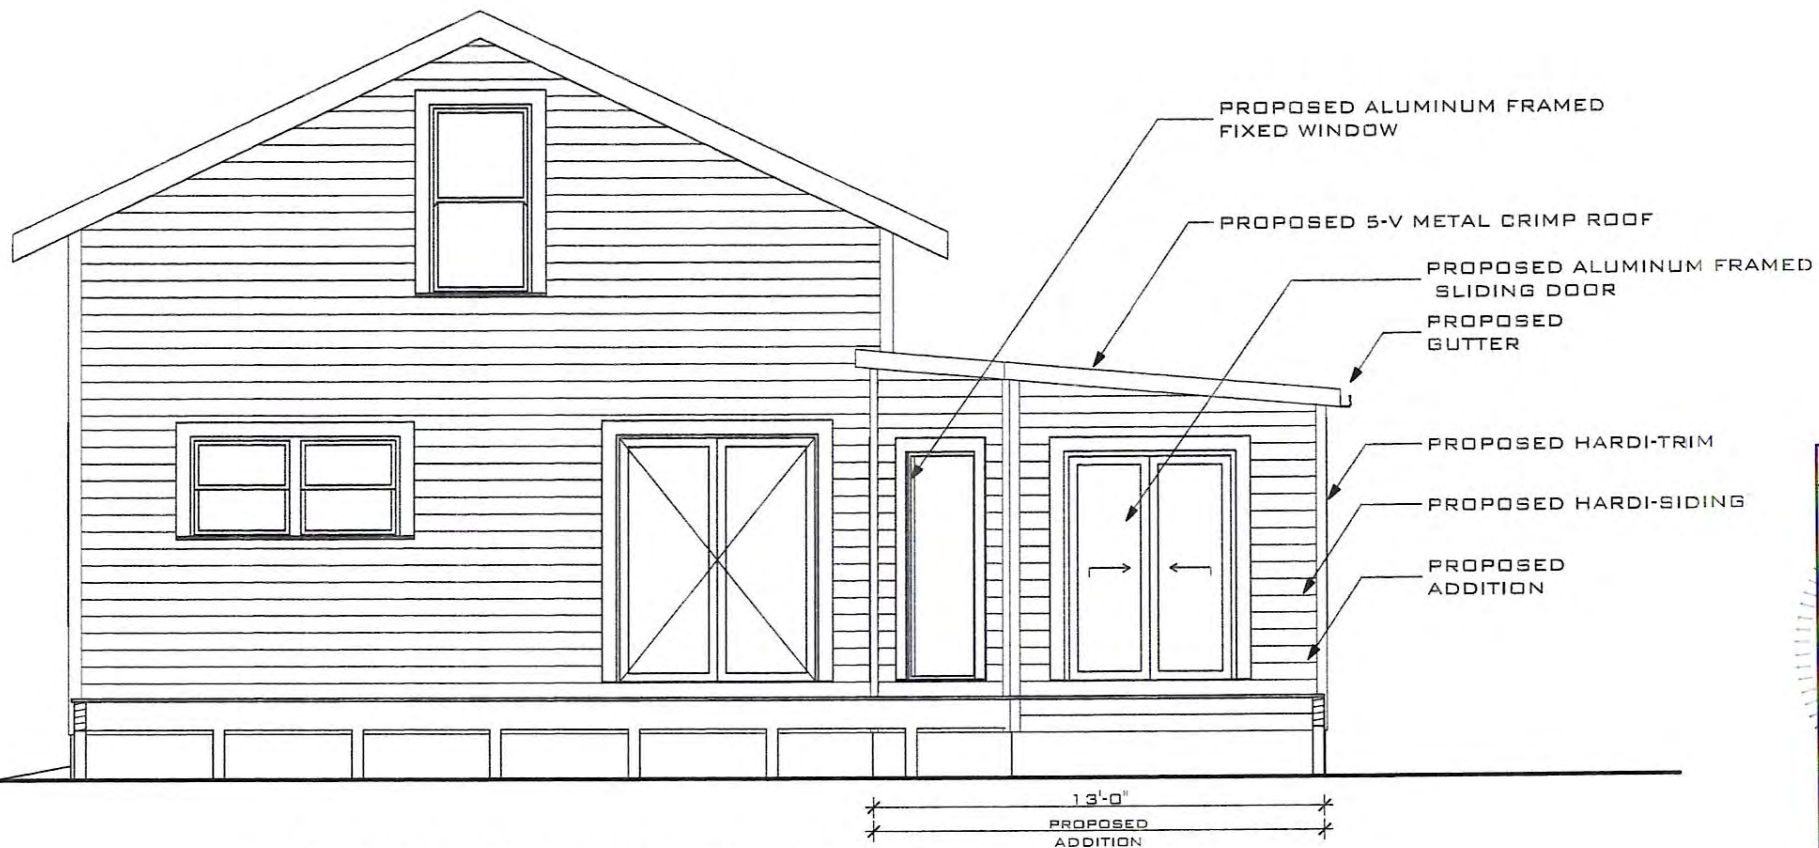 PROPOSED ALUMINUM FRAMED
FIXED WINDOW
PROPOSED 5-V METAL CRIMP ROOF
PROPOSED ALUMINUM FRAMED
SLIDING DOOR
PROPOSED
GUTTER
PROPOSED HARDI-TRIM
PROPOSED HARDI-SIDING
PROPOSED
ADDITION
13'-0"
PROPOSED
ADDITION